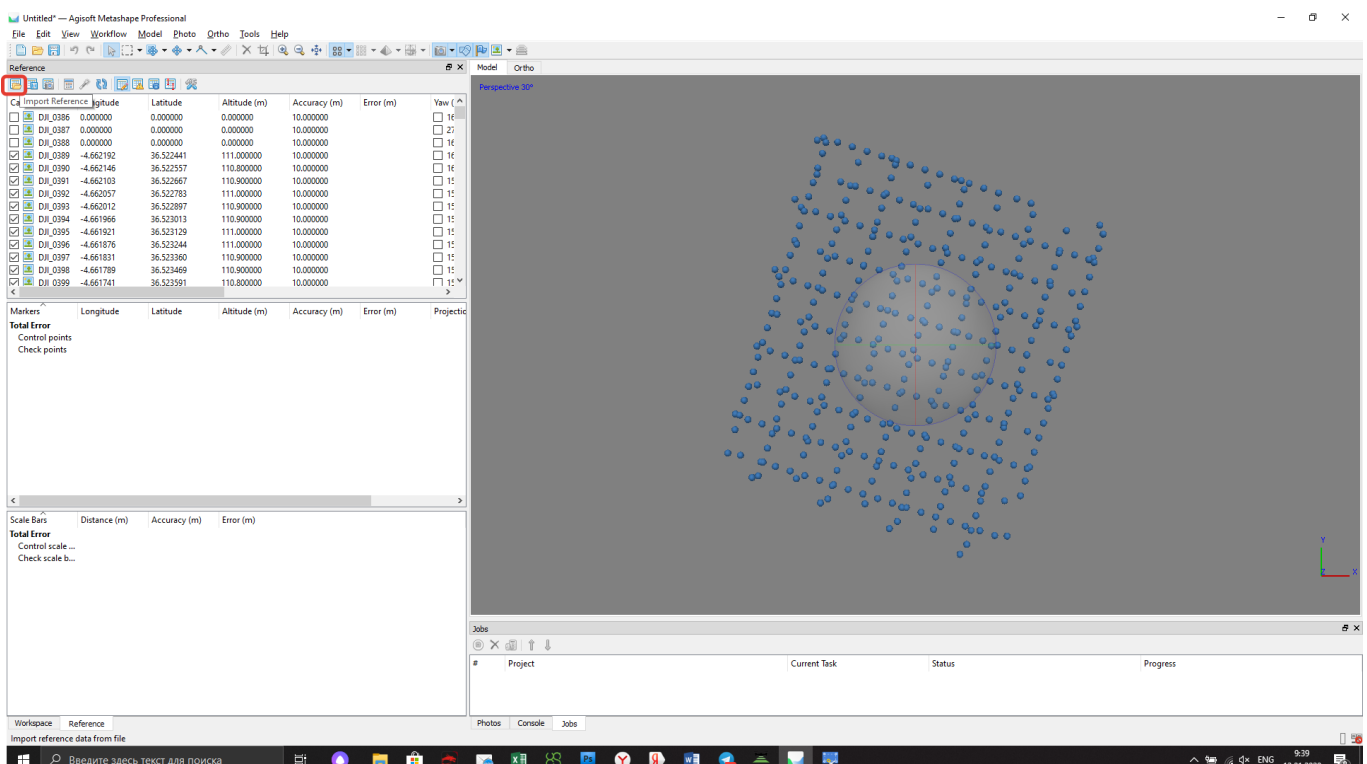 Untitled* — Agisoft Metashape Professional
File Edit View Workflow Model Photo Ortho Tools Help
Reference
Model Ortho
Import Reference
Perspective 30°
Longitude Latitude Altitude (m) Accuracy (m) Error (m) Yaw (
DJI_0386 0.000000 0.000000 0.000000 10.000000
DJI_0387 0.000000 0.000000 0.000000 10.000000
DJI_0388 0.000000 0.000000 0.000000 10.000000
DJI_0389 -4.662192 36.522441 111.000000 10.000000
DJI_0390 -4.662146 36.522557 110.800000 10.000000
DJI_0391 -4.662103 36.522667 110.900000 10.000000
DJI_0392 -4.662057 36.522783 111.000000 10.000000
DJI_0393 -4.662012 36.522897 110.900000 10.000000
DJI_0394 -4.661966 36.523013 110.900000 10.000000
DJI_0395 -4.661921 36.523129 111.000000 10.000000
DJI_0396 -4.661876 36.523244 111.000000 10.000000
DJI_0397 -4.661831 36.523360 110.900000 10.000000
DJI_0398 -4.661789 36.523469 110.900000 10.000000
DJI_0399 -4.661741 36.523591 110.800000 10.000000
Markers Longitude Latitude Altitude (m) Accuracy (m) Error (m) Projectic
Total Error
Control points
Check points
Scale Bars Distance (m) Accuracy (m) Error (m)
Total Error
Control scale ...
Check scale b...
Y
Z X
Jobs
# Project Current Task Status Progress
Workspace Reference
Photos Console Jobs
Import reference data from file
Введите здесь текст для поиска
ENG
9:39